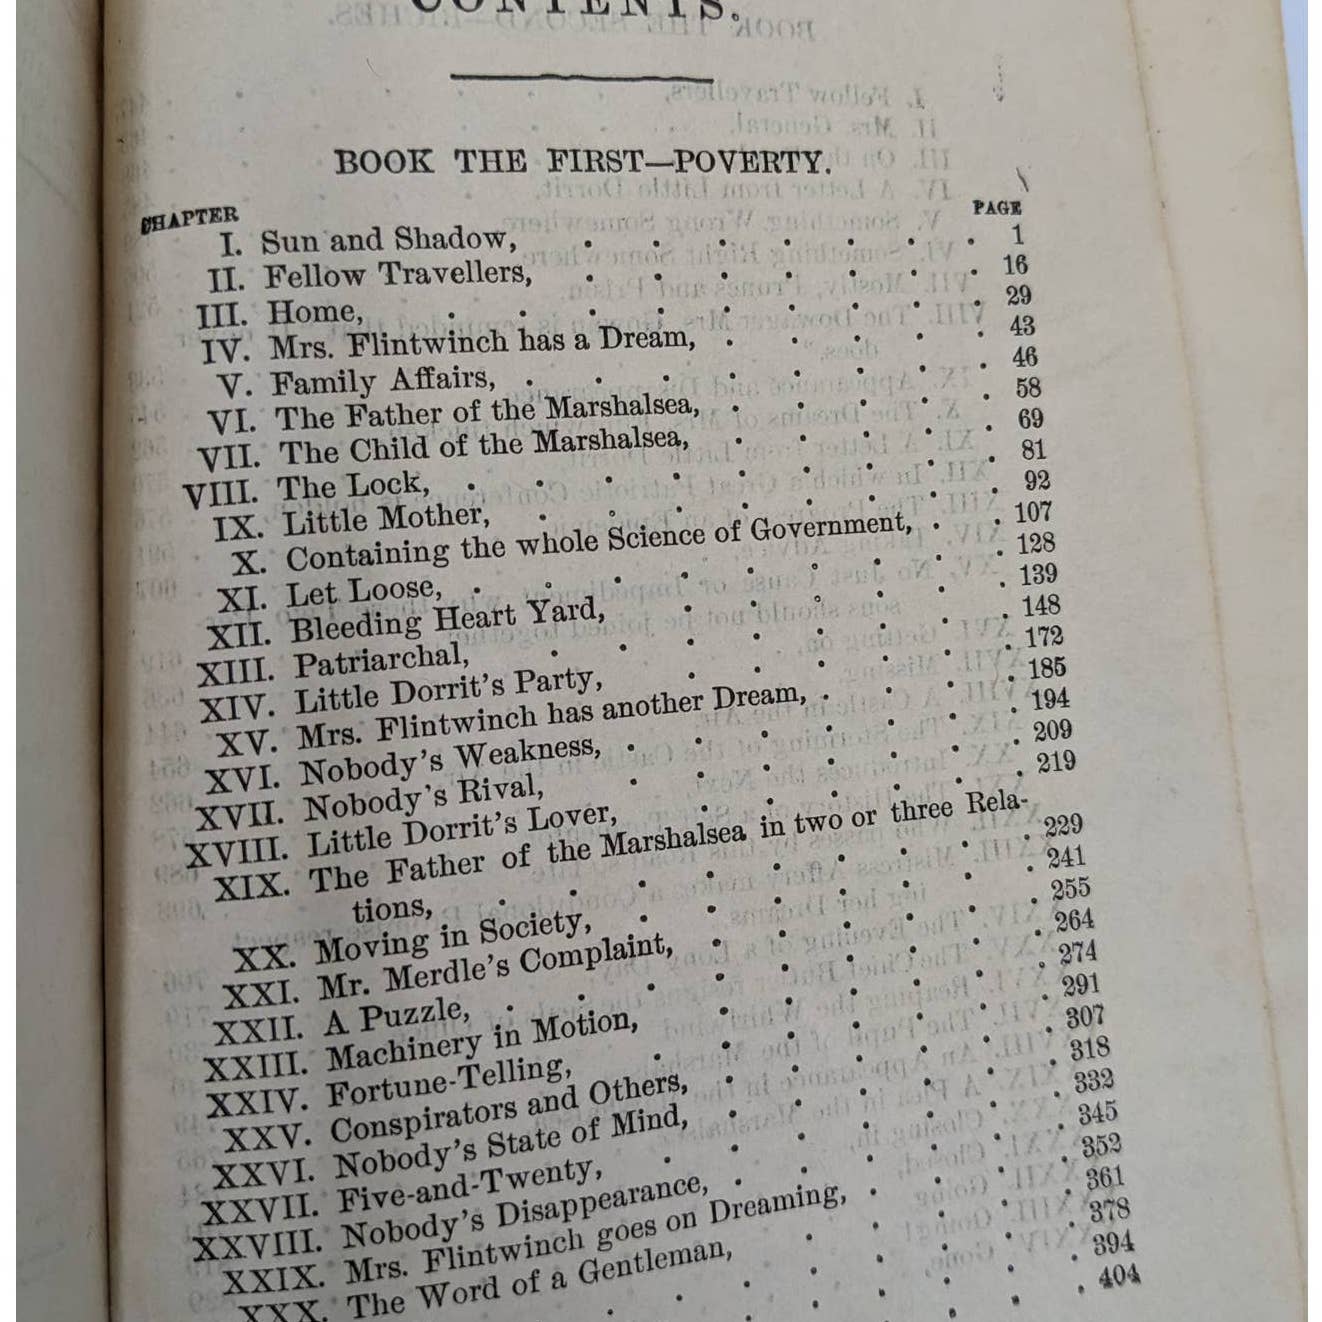 CONTENTS.
BOOK THE FIRST—POVERTY.
CHAPTER PAGE
I. Sun and Shadow, . . . . . . . 1
II. Fellow Travellers, . . . . . . . 16
III. Home, . . . . . . . . . 29
IV. Mrs. Flintwinch has a Dream, . . . . . 43
V. Family Affairs, . . . . . . . . 46
VI. The Father of the Marshalsea, . . . . . 58
VII. The Child of the Marshalsea, . . . . . 69
VIII. The Lock, . . . . . . . . . 81
IX. Little Mother, . . . . . . . . 92
X. Containing the whole Science of Government, . . 107
XI. Let Loose, . . . . . . . . . 128
XII. Bleeding Heart Yard, . . . . . . 139
XIII. Patriarchal, . . . . . . . . 148
XIV. Little Dorrit's Party, . . . . . . 172
XV. Mrs. Flintwinch has another Dream, . . . . 185
XVI. Nobody's Weakness, . . . . . . . 194
XVII. Nobody's Rival, . . . . . . . 209
XVIII. Little Dorrit's Lover, . . . . . . 219
XIX. The Father of the Marshalsea in two or three Rela-
tions, . . . . . . . . . 229
XX. Moving in Society, . . . . . . . 241
XXI. Mr. Merdle's Complaint, . . . . . . 255
XXII. A Puzzle, . . . . . . . . . 264
XXIII. Machinery in Motion, . . . . . . 274
XXIV. Fortune-Telling, . . . . . . . 291
XXV. Conspirators and Others, . . . . . . 307
XXVI. Nobody's State of Mind, . . . . . . 318
XXVII. Five-and-Twenty, . . . . . . . 332
XXVIII. Nobody's Disappearance, . . . . . . 345
XXIX. Mrs. Flintwinch goes on Dreaming, . . . . 352
XXX. The Word of a Gentleman, . . . . . 361
378
394
404